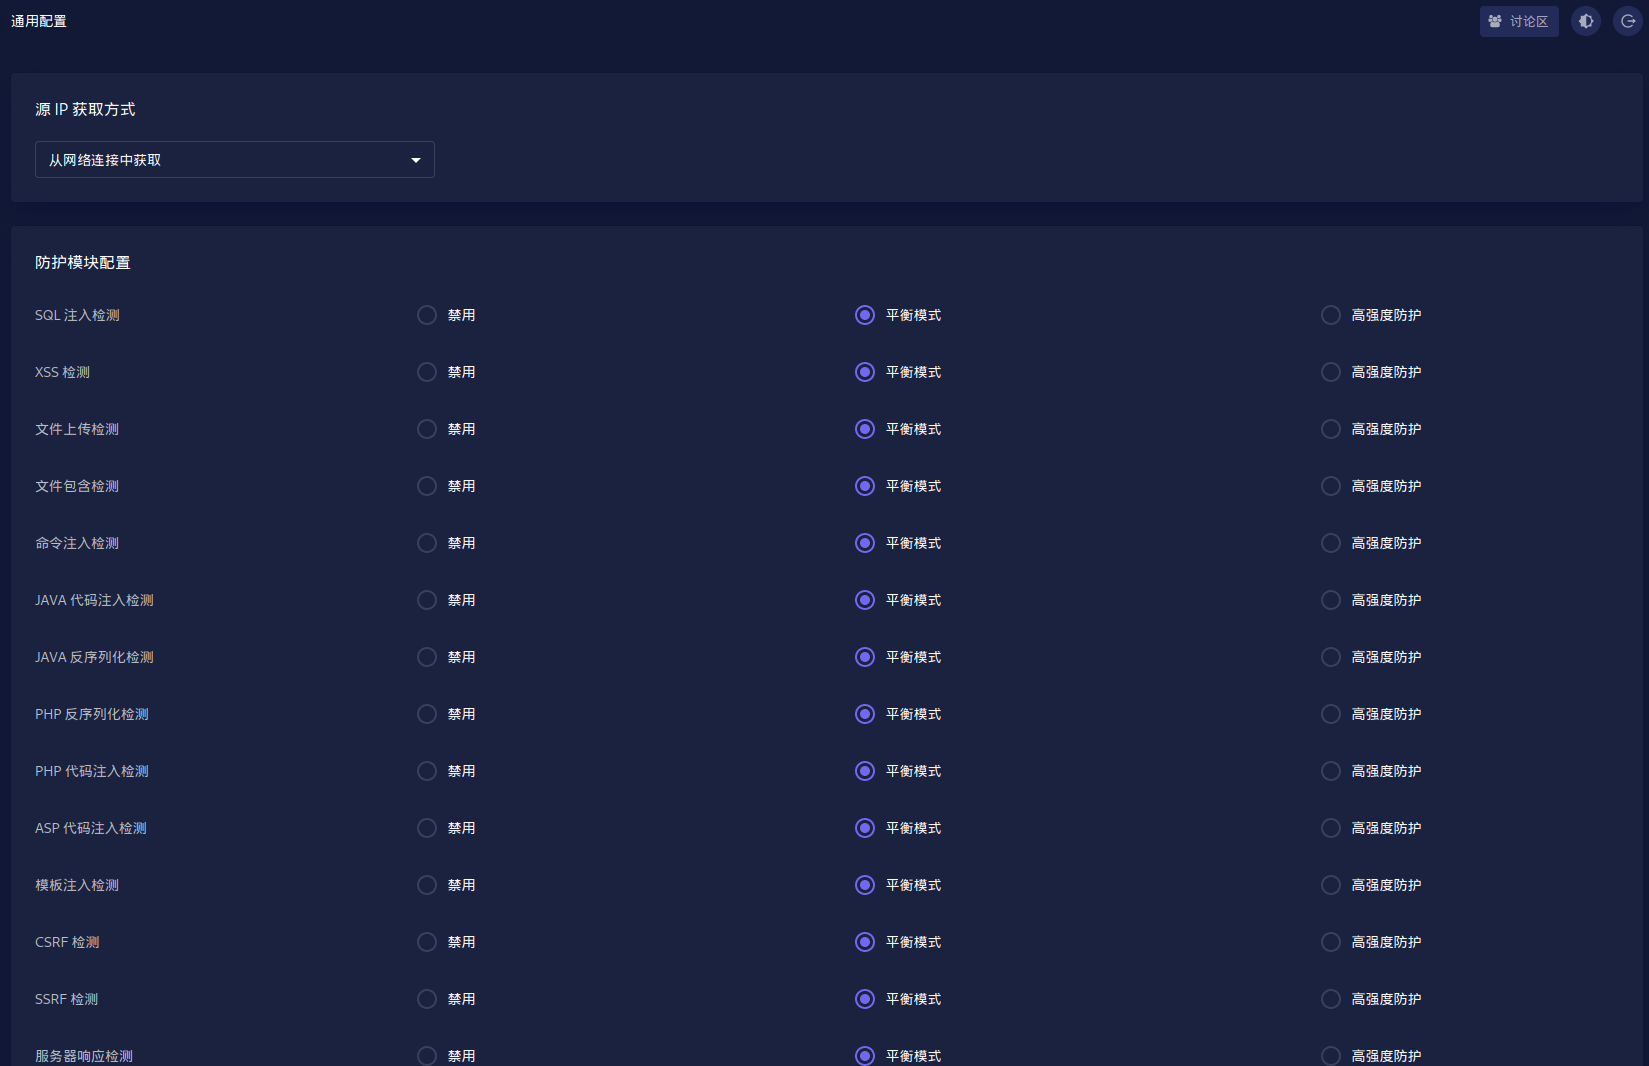 通用配置
讨论区
源 IP 获取方式
从网络连接中获取
防护模块配置
SQL 注入检测 禁用 平衡模式 高强度防护
XSS 检测 禁用 平衡模式 高强度防护
文件上传检测 禁用 平衡模式 高强度防护
文件包含检测 禁用 平衡模式 高强度防护
命令注入检测 禁用 平衡模式 高强度防护
JAVA 代码注入检测 禁用 平衡模式 高强度防护
JAVA 反序列化检测 禁用 平衡模式 高强度防护
PHP 反序列化检测 禁用 平衡模式 高强度防护
PHP 代码注入检测 禁用 平衡模式 高强度防护
ASP 代码注入检测 禁用 平衡模式 高强度防护
模板注入检测 禁用 平衡模式 高强度防护
CSRF 检测 禁用 平衡模式 高强度防护
SSRF 检测 禁用 平衡模式 高强度防护
服务器响应检测 禁用 平衡模式 高强度防护